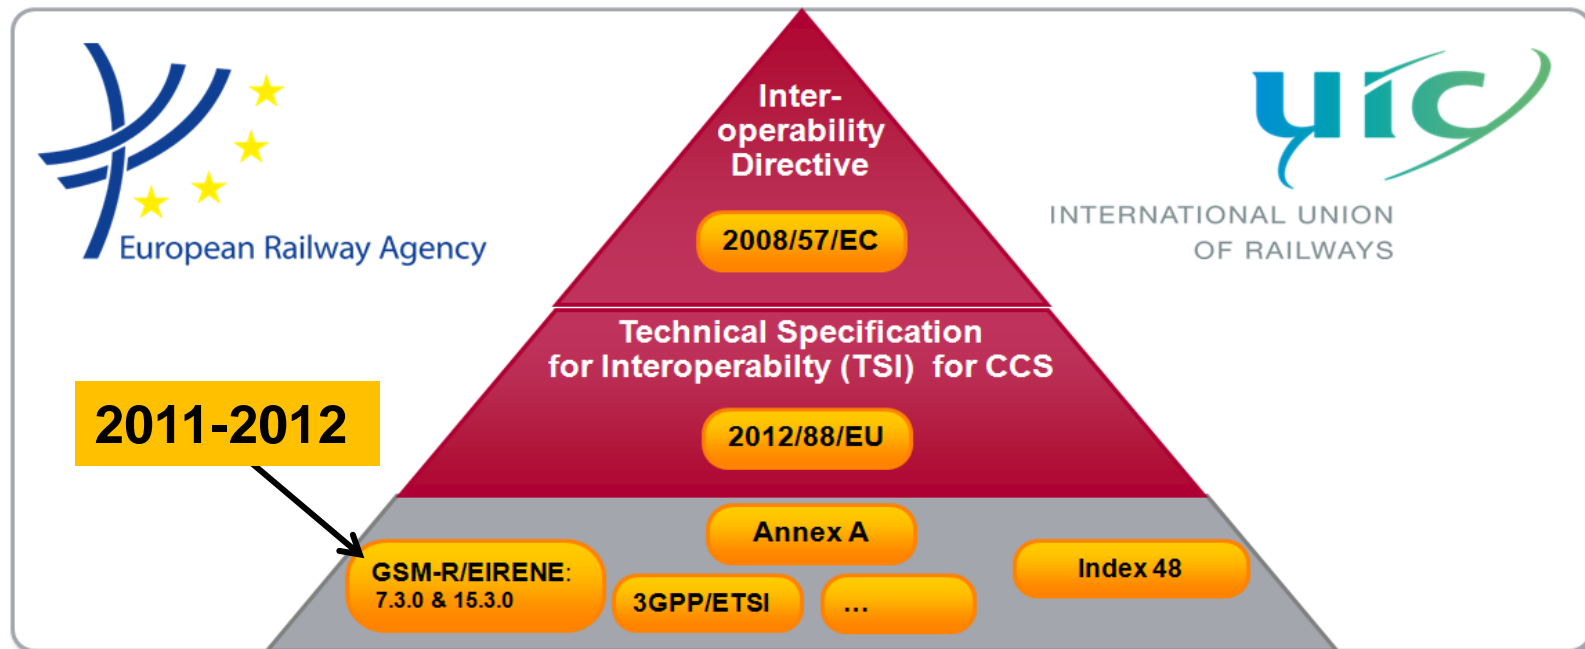 Inter-
operability
Directive
2008/57/EC
European Railway Agency
uic
INTERNATIONAL UNION
OF RAILWAYS
Technical Specification
for Interoperabilty (TSI) for CCS
2012/88/EU
2011-2012
Annex A
GSM-R/EIRENE:
7.3.0 & 15.3.0
3GPP/ETSI
...
Index 48